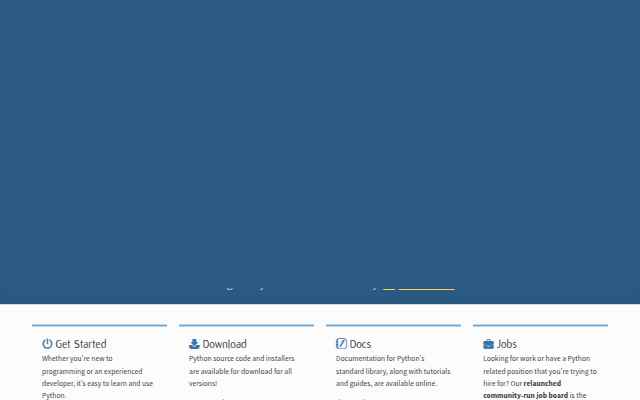 Get Started
Whether you're new to
programming or an experienced
developer, it's easy to learn and use
Python.
Download
Python source code and installers
are available for download for all
versions!
Docs
Documentation for Python's
standard library, along with tutorials
and guides, are available online.
Jobs
Looking for work or have a Python
related position that you're trying to
hire for? Our relaunched
community-run job board is the